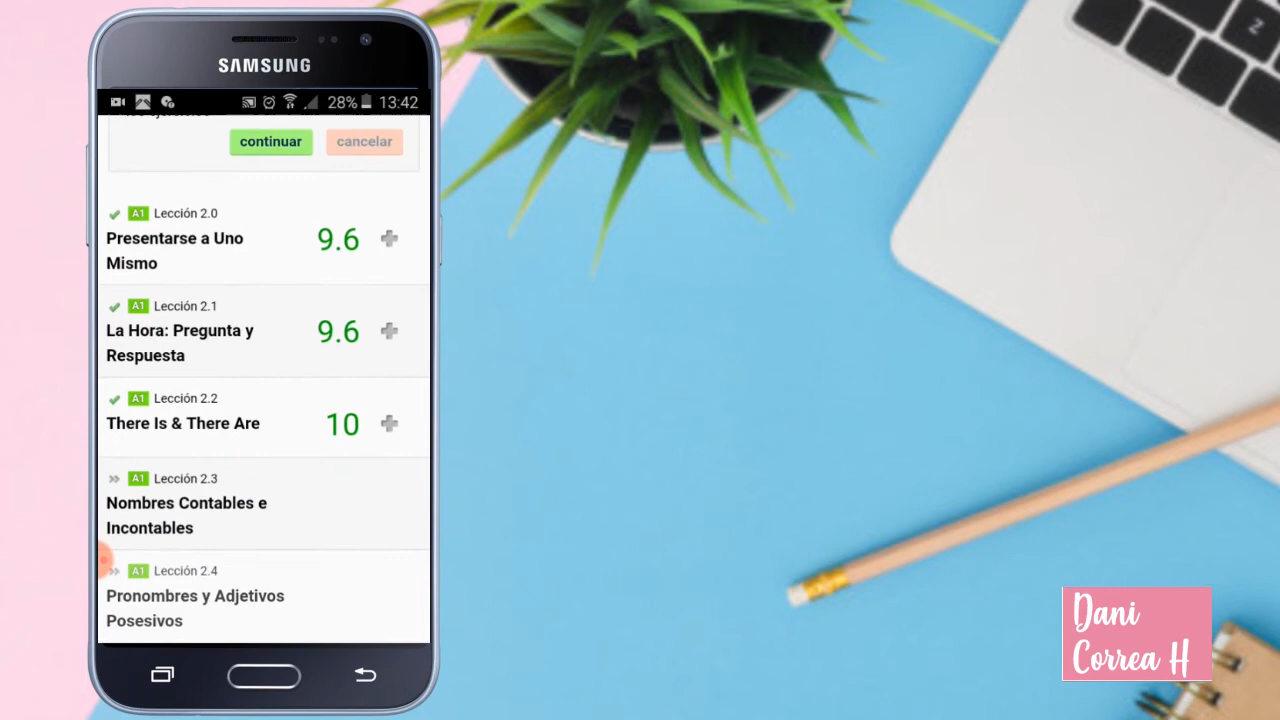 SAMSUNG
28% 13:42
continuar cancelar
A1 Lección 2.0
Presentarse a Uno
Mismo
9.6
A1 Lección 2.1
La Hora: Pregunta y
Respuesta
9.6
A1 Lección 2.2
There Is & There Are
10
A1 Lección 2.3
Nombres Contables e
Incontables
A1 Lección 2.4
Pronombres y Adjetivos
Posesivos
Z
Dani
Correa H